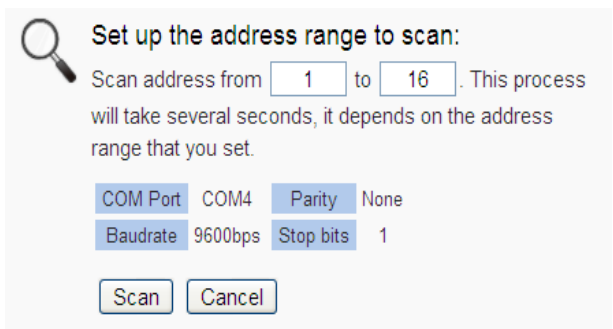 Set up the address range to scan:
Scan address from 1 to 16 . This process
will take several seconds, it depends on the address
range that you set.
COM Port COM4 Parity None
Baudrate 9600bps Stop bits 1
Scan Cancel